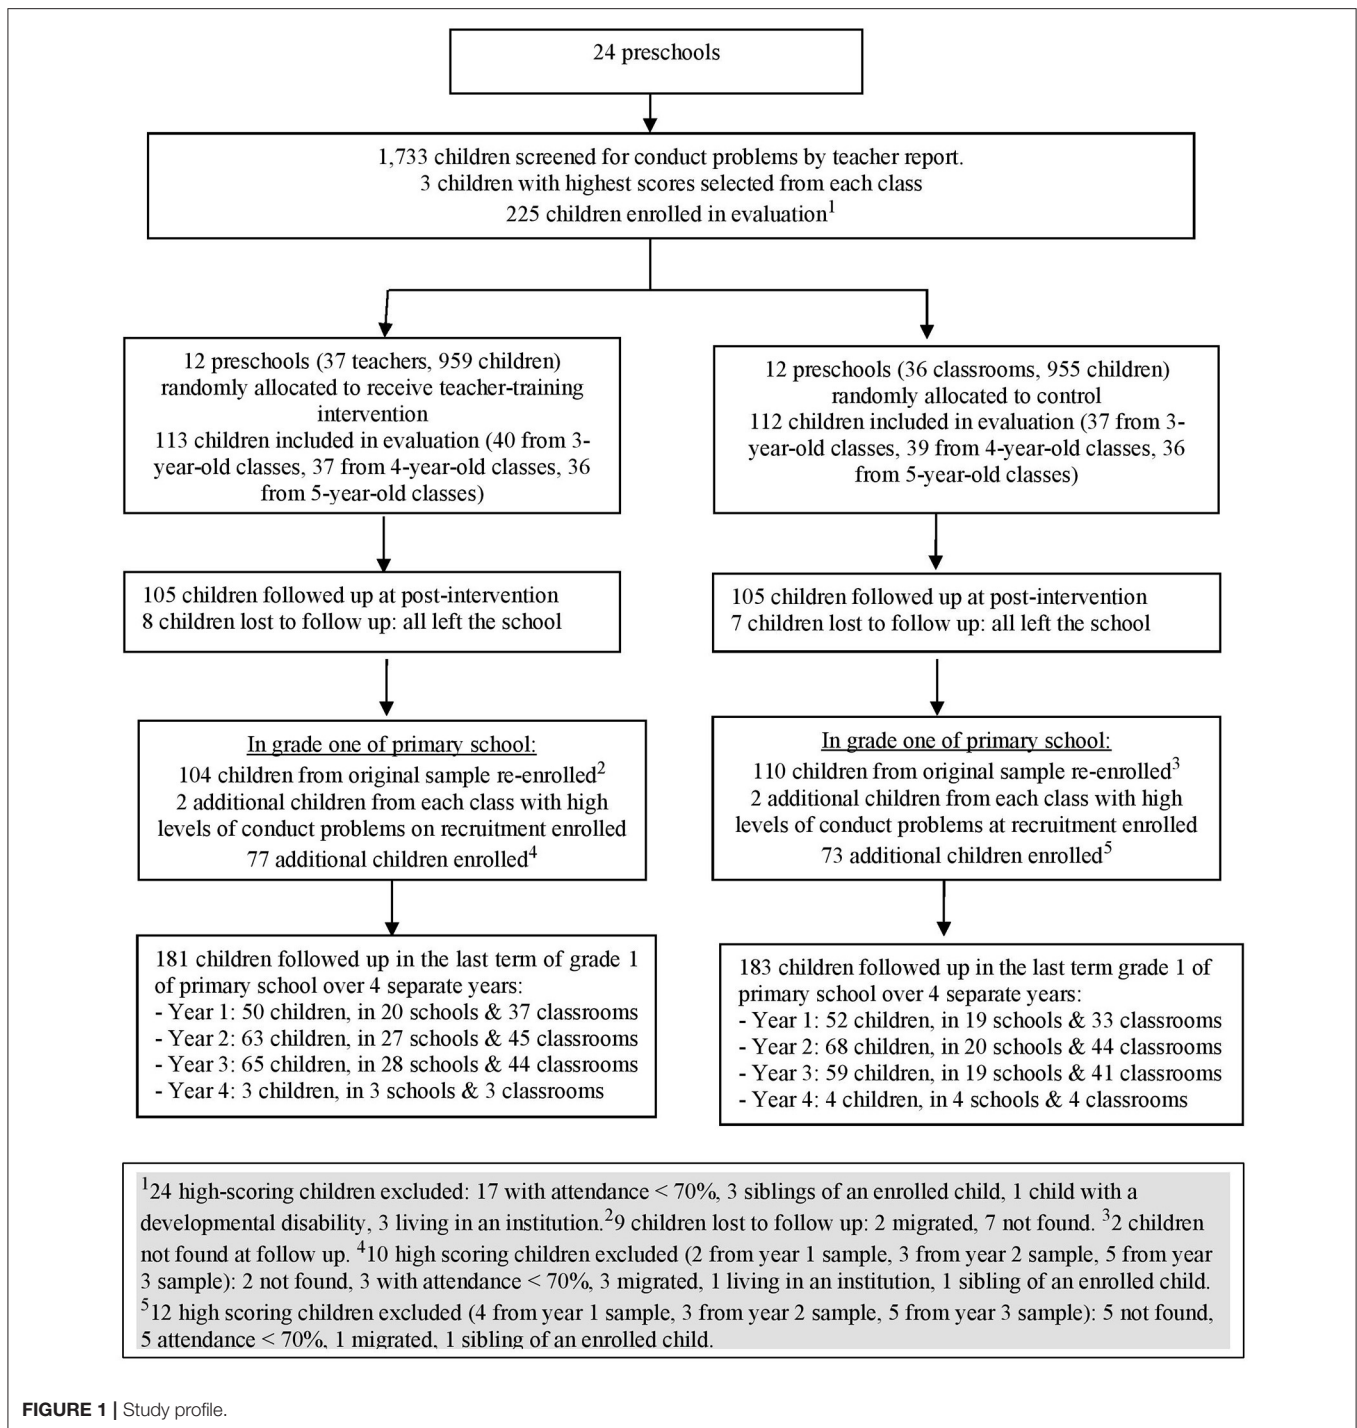 24 preschools
1,733 children screened for conduct problems by teacher report.
3 children with highest scores selected from each class
225 children enrolled in evaluation1
12 preschools (37 teachers, 959 children)
randomly allocated to receive teacher-training
intervention
113 children included in evaluation (40 from 3-
year-old classes, 37 from 4-year-old classes, 36
from 5-year-old classes)
12 preschools (36 classrooms, 955 children)
randomly allocated to control
112 children included in evaluation (37 from 3-
year-old classes, 39 from 4-year-old classes, 36
from 5-year-old classes)
105 children followed up at post-intervention
8 children lost to follow up: all left the school
105 children followed up at post-intervention
7 children lost to follow up: all left the school
In grade one of primary school:
104 children from original sample re-enrolled2
2 additional children from each class with high
levels of conduct problems on recruitment enrolled
77 additional children enrolled4
In grade one of primary school:
110 children from original sample re-enrolled3
2 additional children from each class with high
levels of conduct problems at recruitment enrolled
73 additional children enrolled5
181 children followed up in the last term of grade 1
of primary school over 4 separate years:
- Year 1: 50 children, in 20 schools & 37 classrooms
- Year 2: 63 children, in 27 schools & 45 classrooms
- Year 3: 65 children, in 28 schools & 44 classrooms
- Year 4: 3 children, in 3 schools & 3 classrooms
183 children followed up in the last term grade 1 of
primary school over 4 separate years:
- Year 1: 52 children, in 19 schools & 33 classrooms
- Year 2: 68 children, in 20 schools & 44 classrooms
- Year 3: 59 children, in 19 schools & 41 classrooms
- Year 4: 4 children, in 4 schools & 4 classrooms
124 high-scoring children excluded: 17 with attendance < 70%, 3 siblings of an enrolled child, 1 child with a
developmental disability, 3 living in an institution.29 children lost to follow up: 2 migrated, 7 not found. 32 children
not found at follow up. 410 high scoring children excluded (2 from year 1 sample, 3 from year 2 sample, 5 from year
3 sample): 2 not found, 3 with attendance < 70%, 3 migrated, 1 living in an institution, 1 sibling of an enrolled child.
512 high scoring children excluded (4 from year 1 sample, 3 from year 2 sample, 5 from year 3 sample): 5 not found,
5 attendance < 70%, 1 migrated, 1 sibling of an enrolled child.
FIGURE 1 | Study profile.